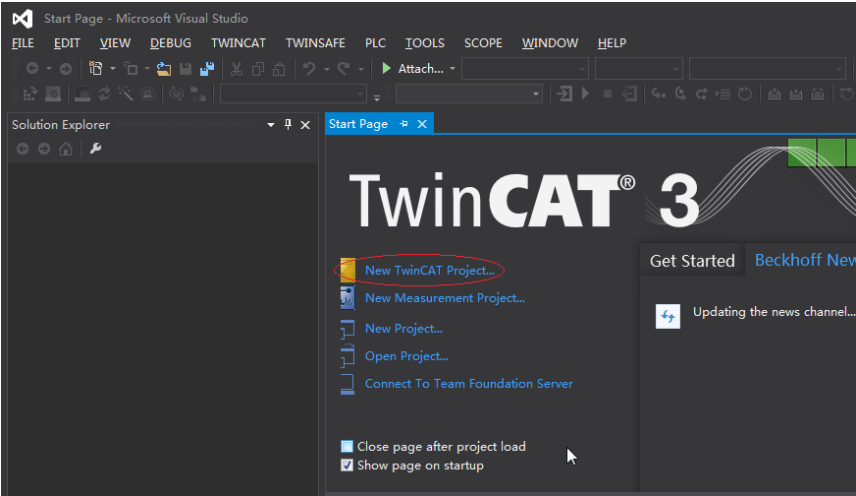 Start Page - Microsoft Visual Studio
FILE EDIT VIEW DEBUG TWINCAT TWINSAFE PLC TOOLS SCOPE WINDOW HELP
Attach...
Solution Explorer
Start Page
TwinCAT® 3
New TwinCAT Project...
New Measurement Project...
New Project...
Open Project...
Connect To Team Foundation Server
Close page after project load
Show page on startup
Get Started Beckhoff New
Updating the news channel...